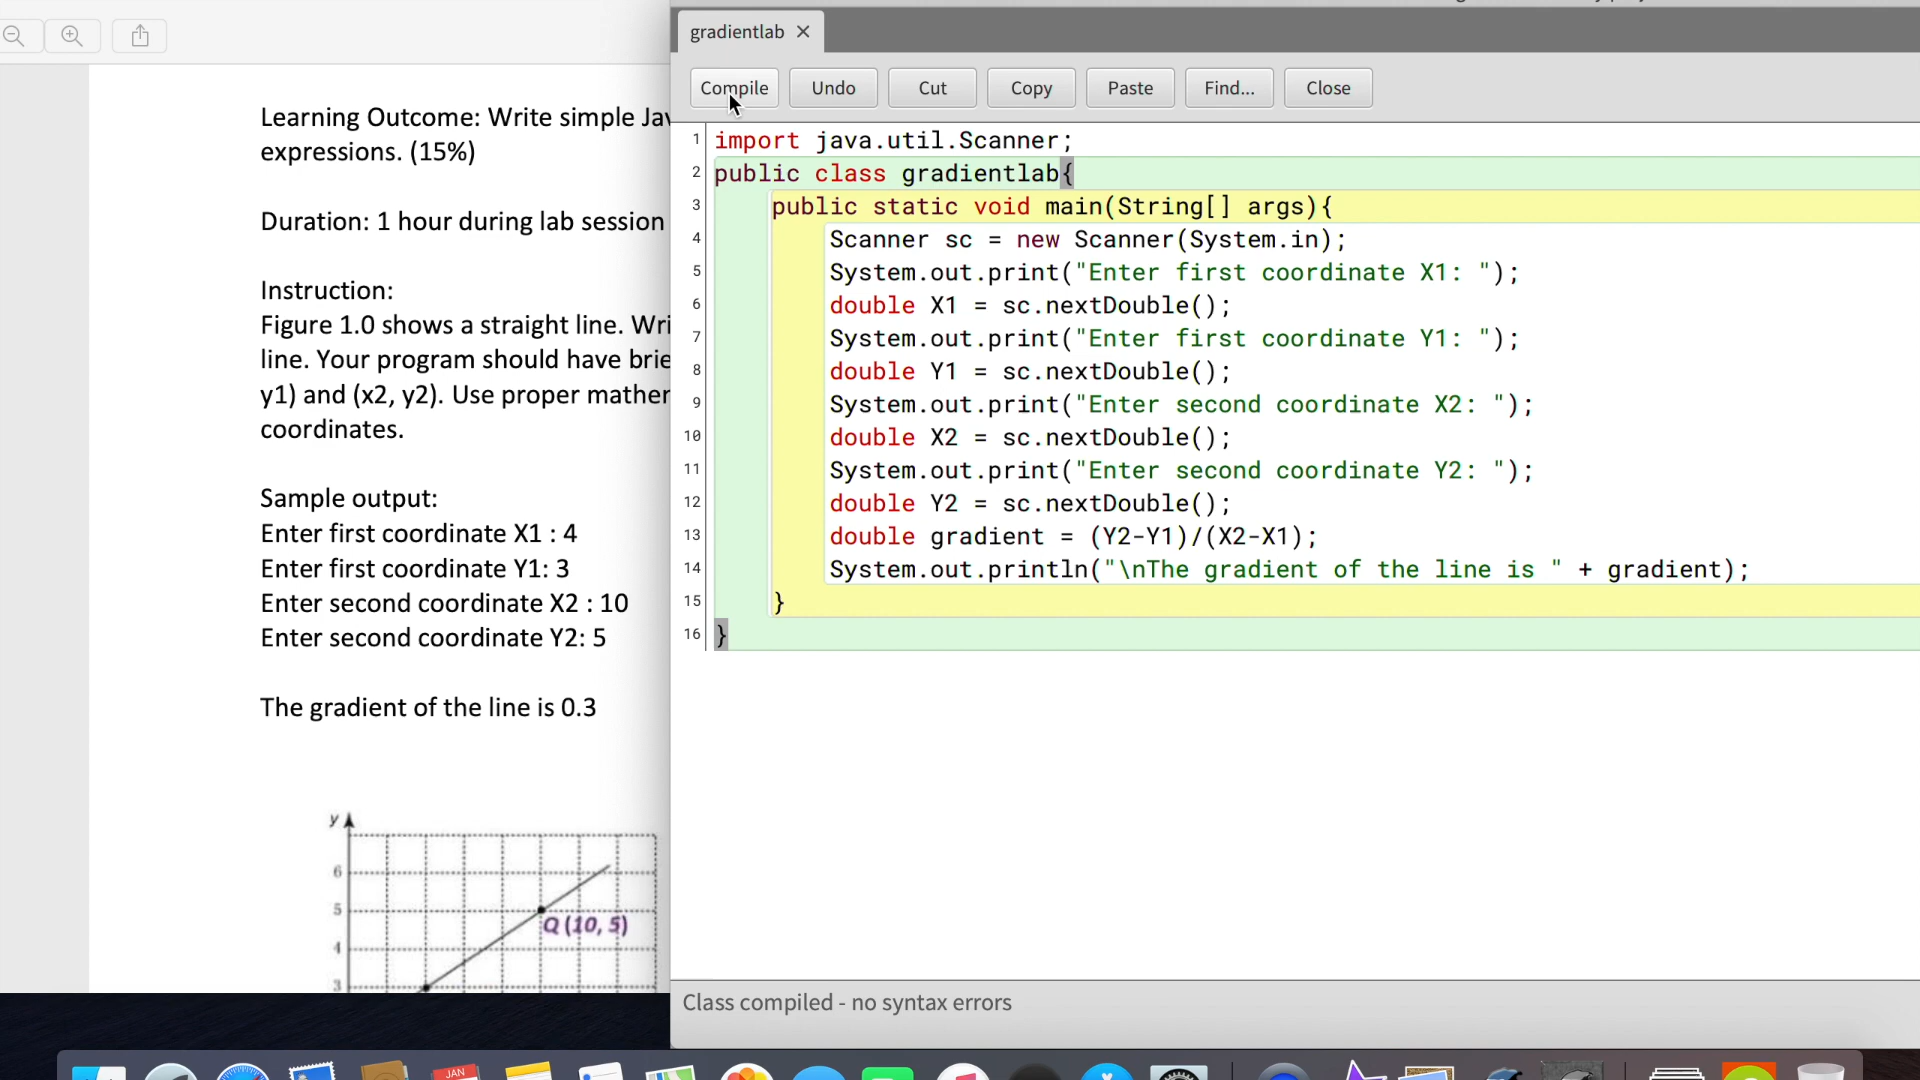 gradientlab ×
Compile Undo Cut Copy Paste Find... Close
Learning Outcome: Write simple Jav
expressions. (15%)
Duration: 1 hour during lab session
Instruction:
Figure 1.0 shows a straight line. Wri
line. Your program should have brie
y1) and (x2, y2). Use proper mather
coordinates.
Sample output:
Enter first coordinate X1 : 4
Enter first coordinate Y1: 3
Enter second coordinate X2 : 10
Enter second coordinate Y2: 5
The gradient of the line is 0.3
y
6
5
Q (10, 5)
4
3
1 import java.util.Scanner;
2 public class gradientlab{
3 public static void main(String[] args){
4 Scanner sc = new Scanner(System.in);
5 System.out.print("Enter first coordinate X1: ");
6 double X1 = sc.nextDouble();
7 System.out.print("Enter first coordinate Y1: ");
8 double Y1 = sc.nextDouble();
9 System.out.print("Enter second coordinate X2: ");
10 double X2 = sc.nextDouble();
11 System.out.print("Enter second coordinate Y2: ");
12 double Y2 = sc.nextDouble();
13 double gradient = (Y2-Y1)/(X2-X1);
14 System.out.println("\nThe gradient of the line is " + gradient);
15 }
16 }
Class compiled - no syntax errors
JAN